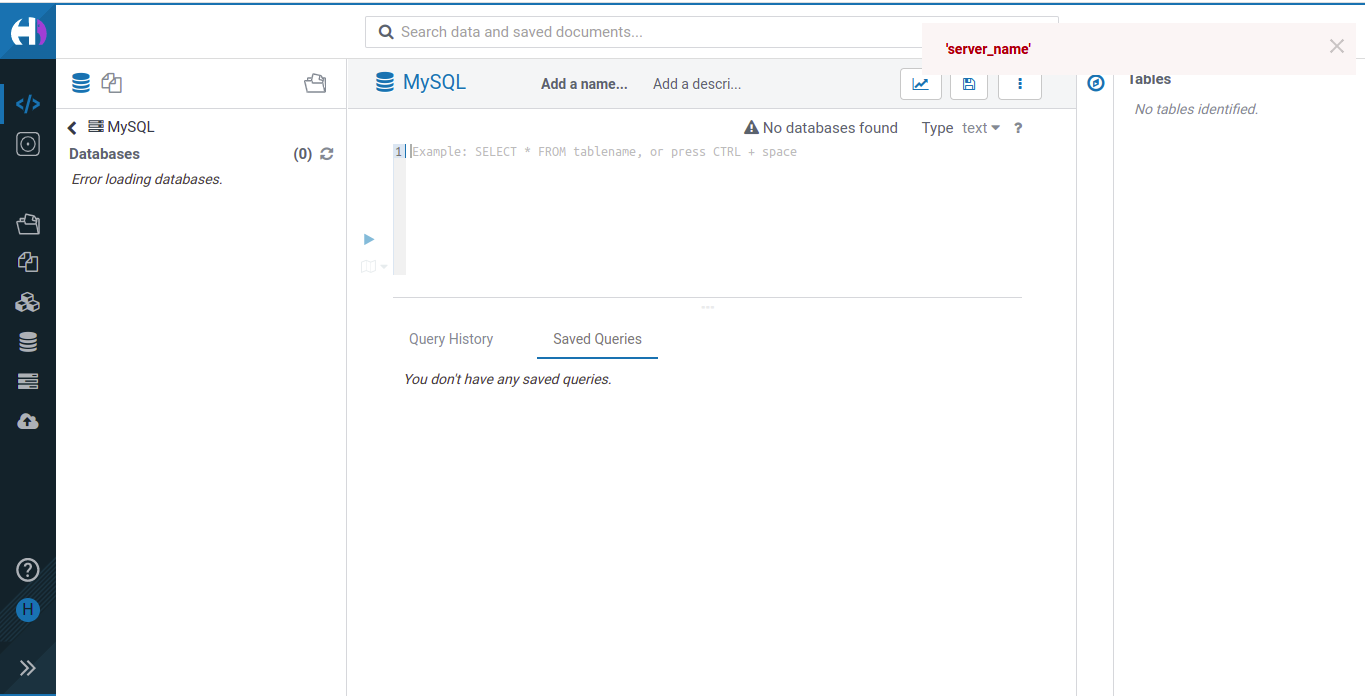 Search data and saved documents...
'server_name'
MySQL
Add a name...
Add a descri...
Tables
No tables identified.
MySQL
Databases (0)
Error loading databases.
No databases found
Type text ?
1 Example: SELECT * FROM tablename, or press CTRL + space
Query History
Saved Queries
You don't have any saved queries.
?
H